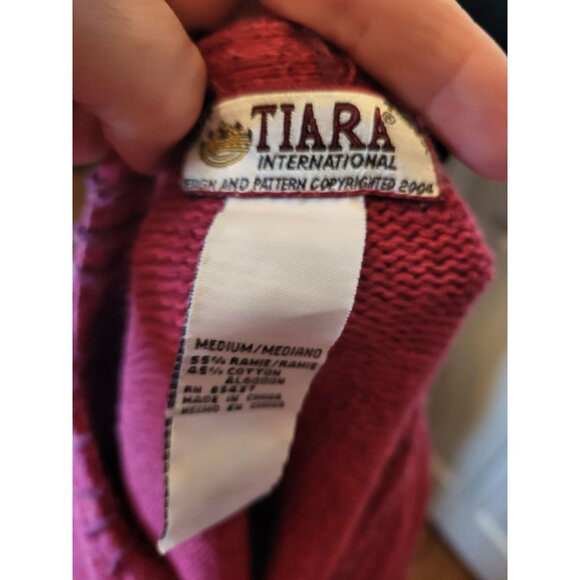 TIARA®
INTERNATIONAL
DESIGN AND PATTERN COPYRIGHTED 2004
MEDIUM/MEDIANO
55% RAMIE/RAMIE
45% COTTON
ALGODON
MADE IN CHINA
HECHO EN CHINA